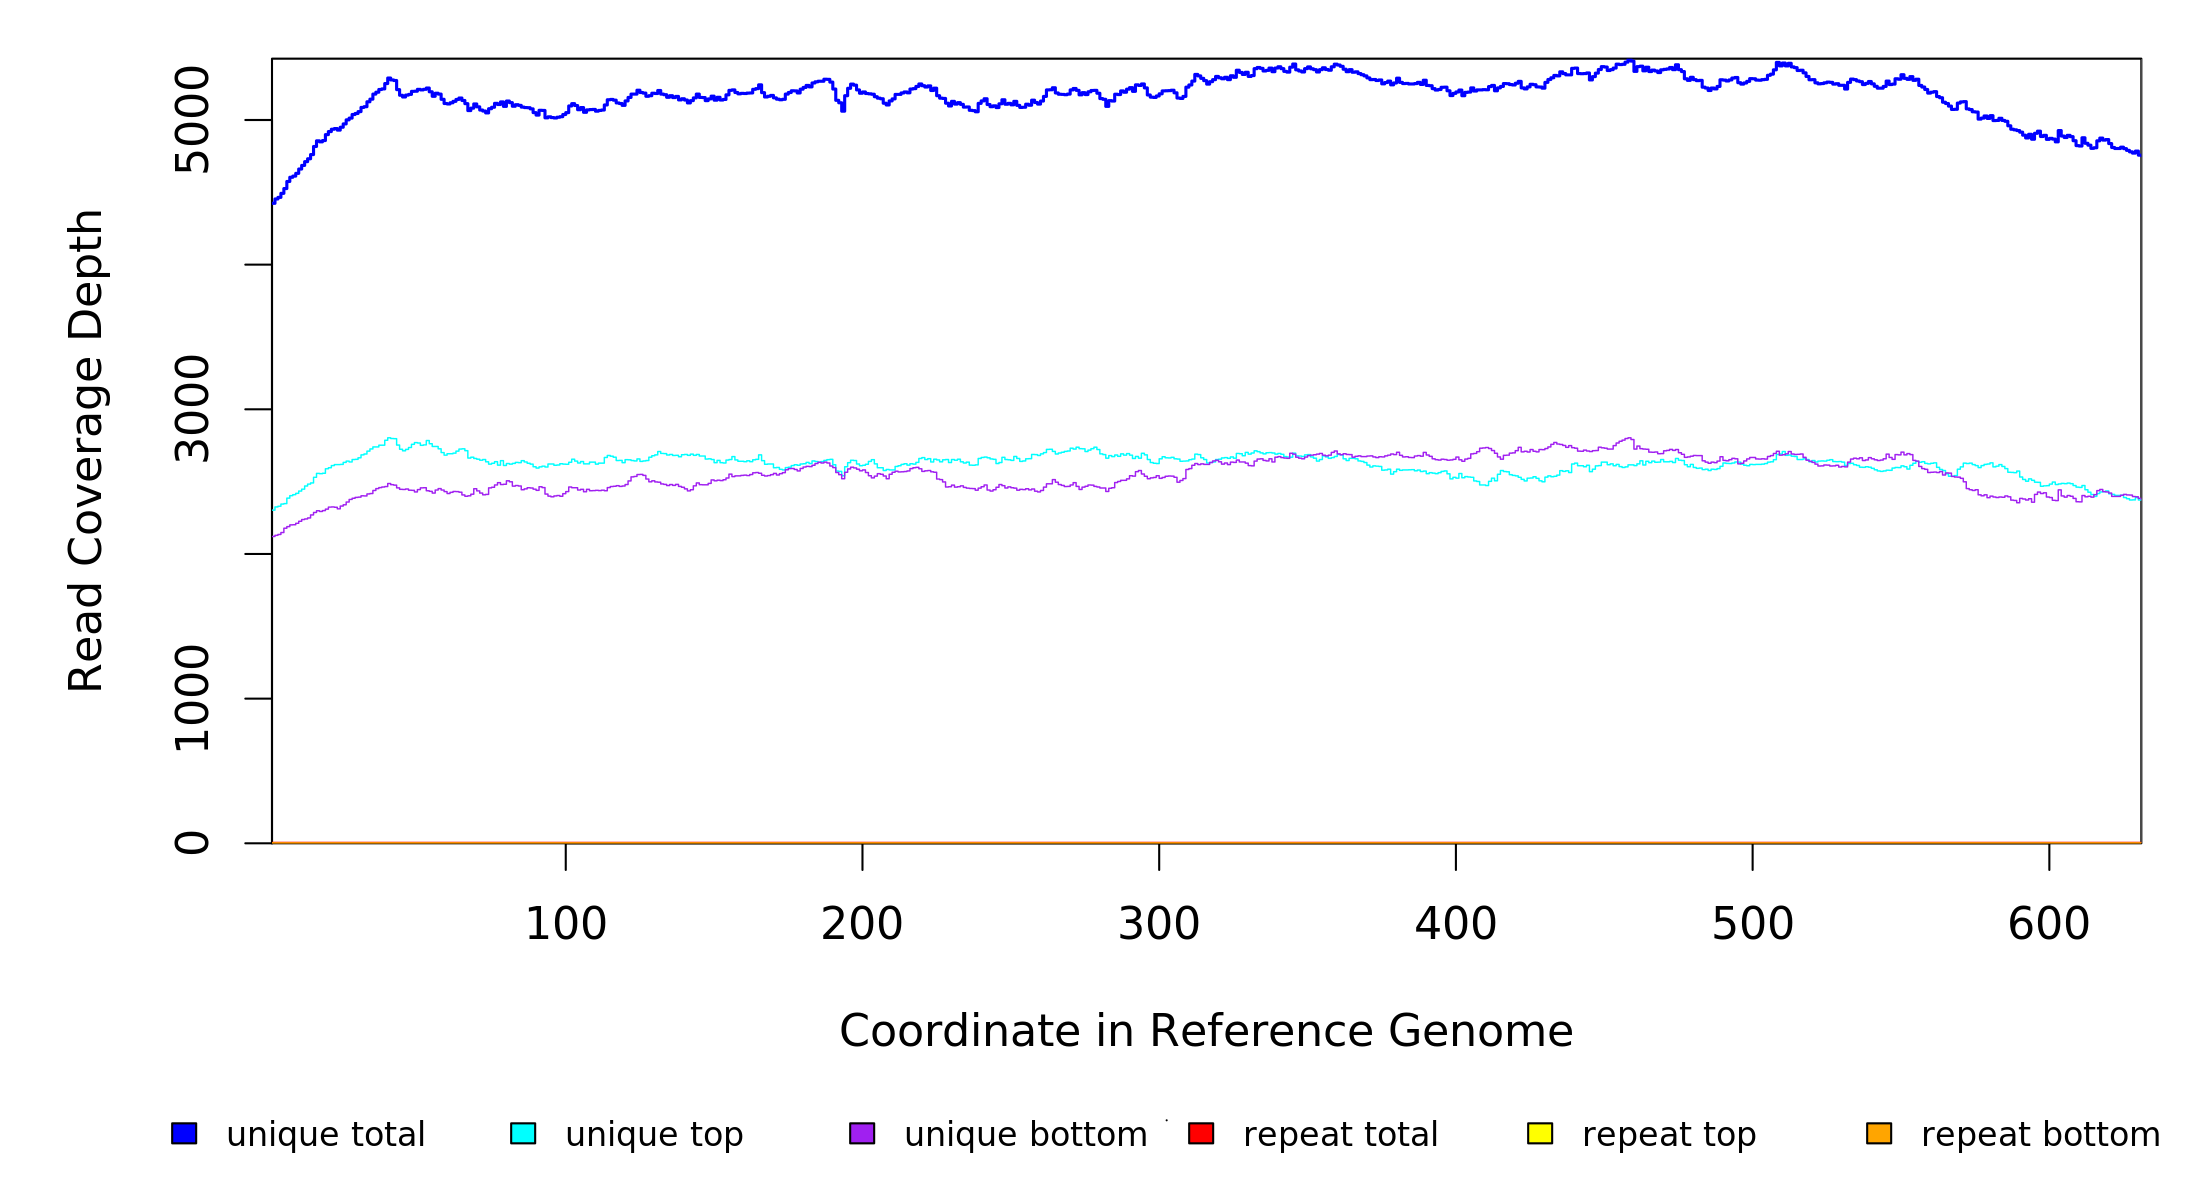 Read Coverage Depth
5000
3000
1000
0
100 200 300 400 500 600
Coordinate in Reference Genome
unique total unique top unique bottom repeat total repeat top repeat bottom